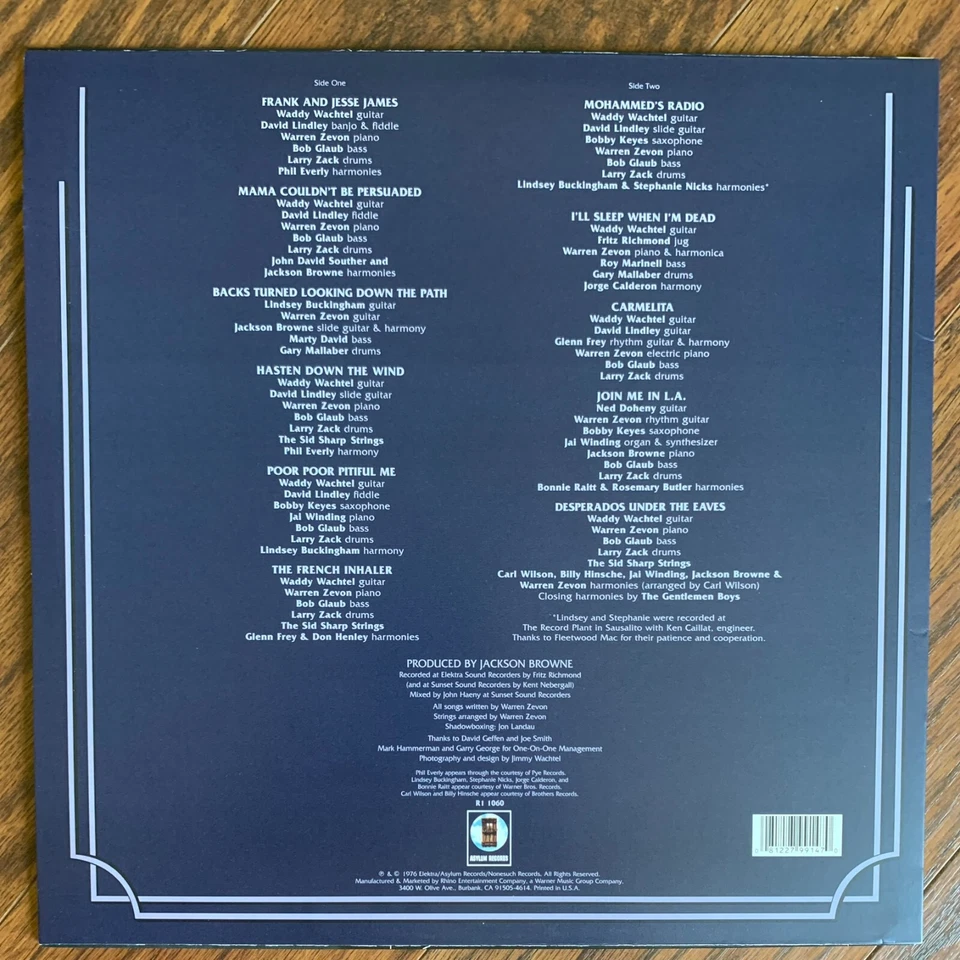 Side One
FRANK AND JESSE JAMES
Waddy Wachtel guitar
David Lindley banjo & fiddle
Warren Zevon piano
Bob Glaub bass
Larry Zack drums
Phil Everly harmonies
MAMA COULDN'T BE PERSUADED
Waddy Wachtel guitar
David Lindley fiddle
Warren Zevon piano
Bob Glaub bass
Larry Zack drums
John David Souther and
Jackson Browne harmonies
BACKS TURNED LOOKING DOWN THE PATH
Lindsey Buckingham guitar
Warren Zevon guitar
Jackson Browne slide guitar & harmony
Marty David bass
Gary Mallaber drums
HASTEN DOWN THE WIND
Waddy Wachtel guitar
David Lindley slide guitar
Warren Zevon piano
Bob Glaub bass
Larry Zack drums
The Sid Sharp Strings
Phil Everly harmony
POOR POOR PITIFUL ME
Waddy Wachtel guitar
David Lindley fiddle
Bobby Keyes saxophone
Jai Winding piano
Bob Glaub bass
Larry Zack drums
Lindsey Buckingham harmony
THE FRENCH INHALER
Waddy Wachtel guitar
Warren Zevon piano
Bob Glaub bass
Larry Zack drums
The Sid Sharp Strings
Glenn Frey & Don Henley harmonies
Side Two
MOHAMMED'S RADIO
Waddy Wachtel guitar
David Lindley slide guitar
Bobby Keyes saxophone
Warren Zevon piano
Bob Glaub bass
Larry Zack drums
Lindsey Buckingham & Stephanie Nicks harmonies*
I'LL SLEEP WHEN I'M DEAD
Waddy Wachtel guitar
Fritz Richmond jug
Warren Zevon piano & harmonica
Roy Marinell bass
Gary Mallaber drums
Jorge Calderon harmony
CARMELITA
Waddy Wachtel guitar
David Lindley guitar
Glenn Frey rhythm guitar & harmony
Warren Zevon electric piano
Bob Glaub bass
Larry Zack drums
JOIN ME IN L.A.
Ned Doheny guitar
Warren Zevon rhythm guitar
Bobby Keyes saxophone
Jai Winding organ & synthesizer
Jackson Browne piano
Bob Glaub bass
Larry Zack drums
Bonnie Raitt & Rosemary Butler harmonies
DESPERADOS UNDER THE EAVES
Waddy Wachtel guitar
Warren Zevon piano
Bob Glaub bass
Larry Zack drums
The Sid Sharp Strings
Carl Wilson, Billy Hinsche, Jai Winding, Jackson Browne &
Warren Zevon harmonies (arranged by Carl Wilson)
Closing harmonies by The Gentlemen Boys
*Lindsey and Stephanie were recorded at
The Record Plant in Sausalito with Ken Caillat, engineer.
Thanks to Fleetwood Mac for their patience and cooperation.
PRODUCED BY JACKSON BROWNE
Recorded at Elektra Sound Recorders by Fritz Richmond
(and at Sunset Sound Recorders by Kent Nebergall)
Mixed by John Haeny at Sunset Sound Recorders
All songs written by Warren Zevon
Strings arranged by Warren Zevon
Shadowboxing: Jon Landau
Thanks to David Geffen and Joe Smith
Mark Hammerman and Garry George for One-On-One Management
Photography and design by Jimmy Wachtel
Phil Everly appears through the courtesy of Pye Records.
Lindsey Buckingham, Stephanie Nicks, Jorge Calderon, and
Bonnie Raitt appear courtesy of Warner Bros. Records,
Carl Wilson and Billy Hinsche appear courtesy of Brothers Records.
R1 1060
ASYLUM RECORDS
℗ & © 1976 Elektra/Asylum Records/Nonesuch Records. All Rights Reserved.
Manufactured & Marketed by Rhino Entertainment Company, a Warner Music Group Company.
3400 W. Olive Ave., Burbank, CA 91505-4614. Printed in U.S.A.
0 81227 99147 0